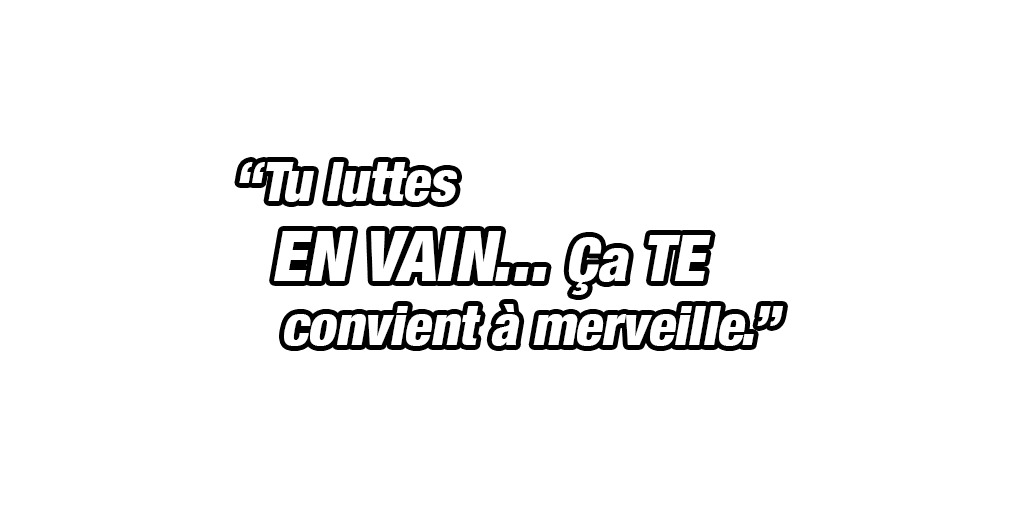 “Tu luttes
EN VAIN... Ça TE
convient à merveille.”